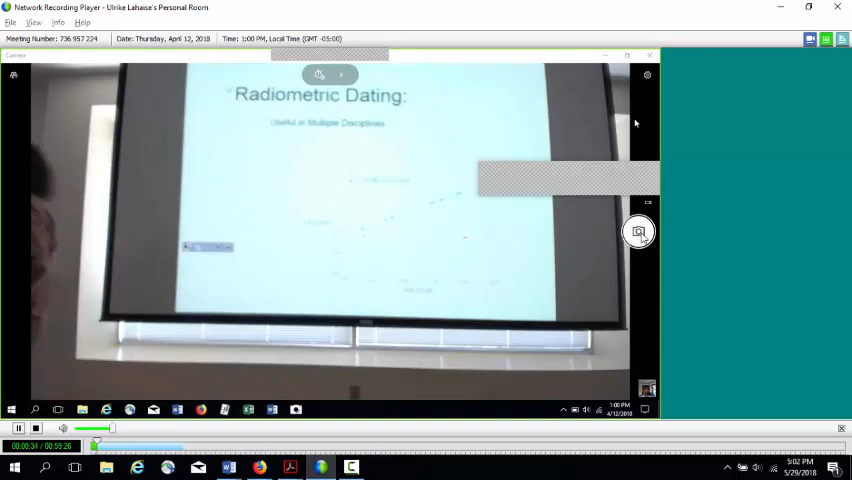 Network Recording Player - Ulrike Lahaise's Personal Room
File View Info Help
Meeting Number: 736 957 224 Date: Thursday, April 12, 2018 Time: 1:00 PM, Local Time (GMT -05:00)
Camera
Radiometric Dating:
Useful in Multiple Disciplines
1:00 PM
4/12/2018
00:00:34 / 00:59:26
5:02 PM
5/29/2018